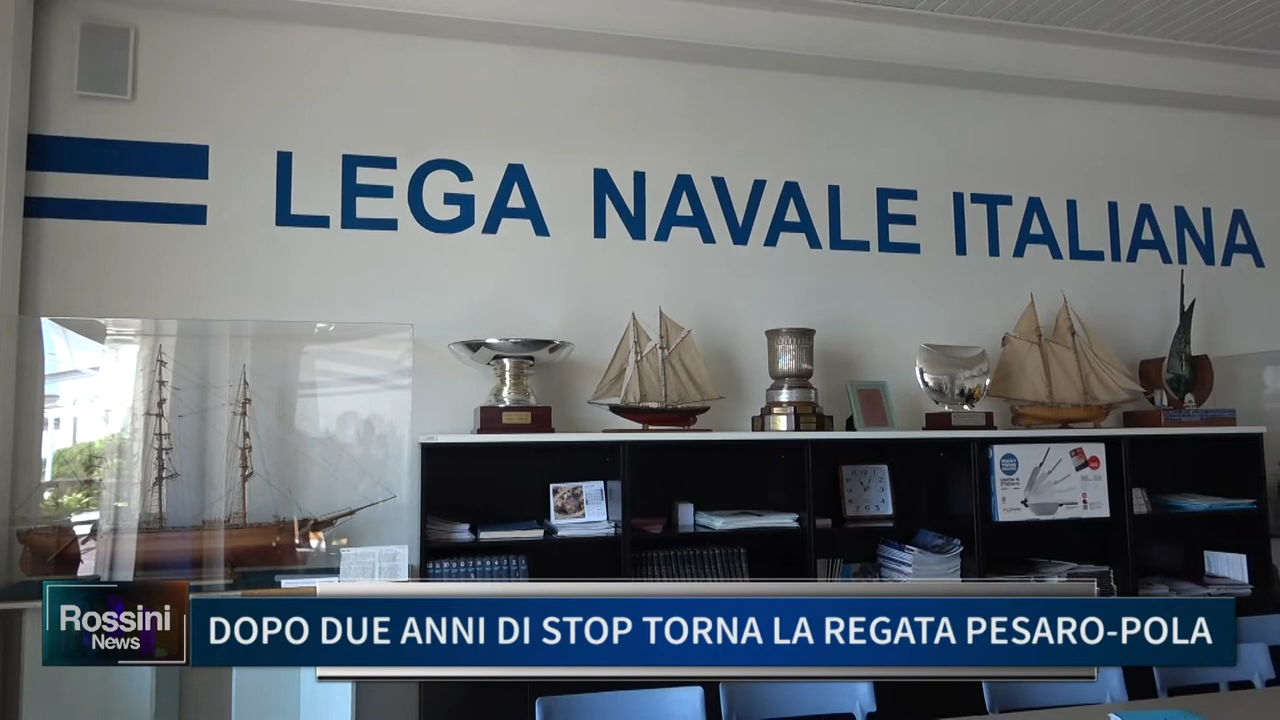 LEGA NAVALE ITALIANA
Rossini
News
DOPO DUE ANNI DI STOP TORNA LA REGATA PESARO-POLA